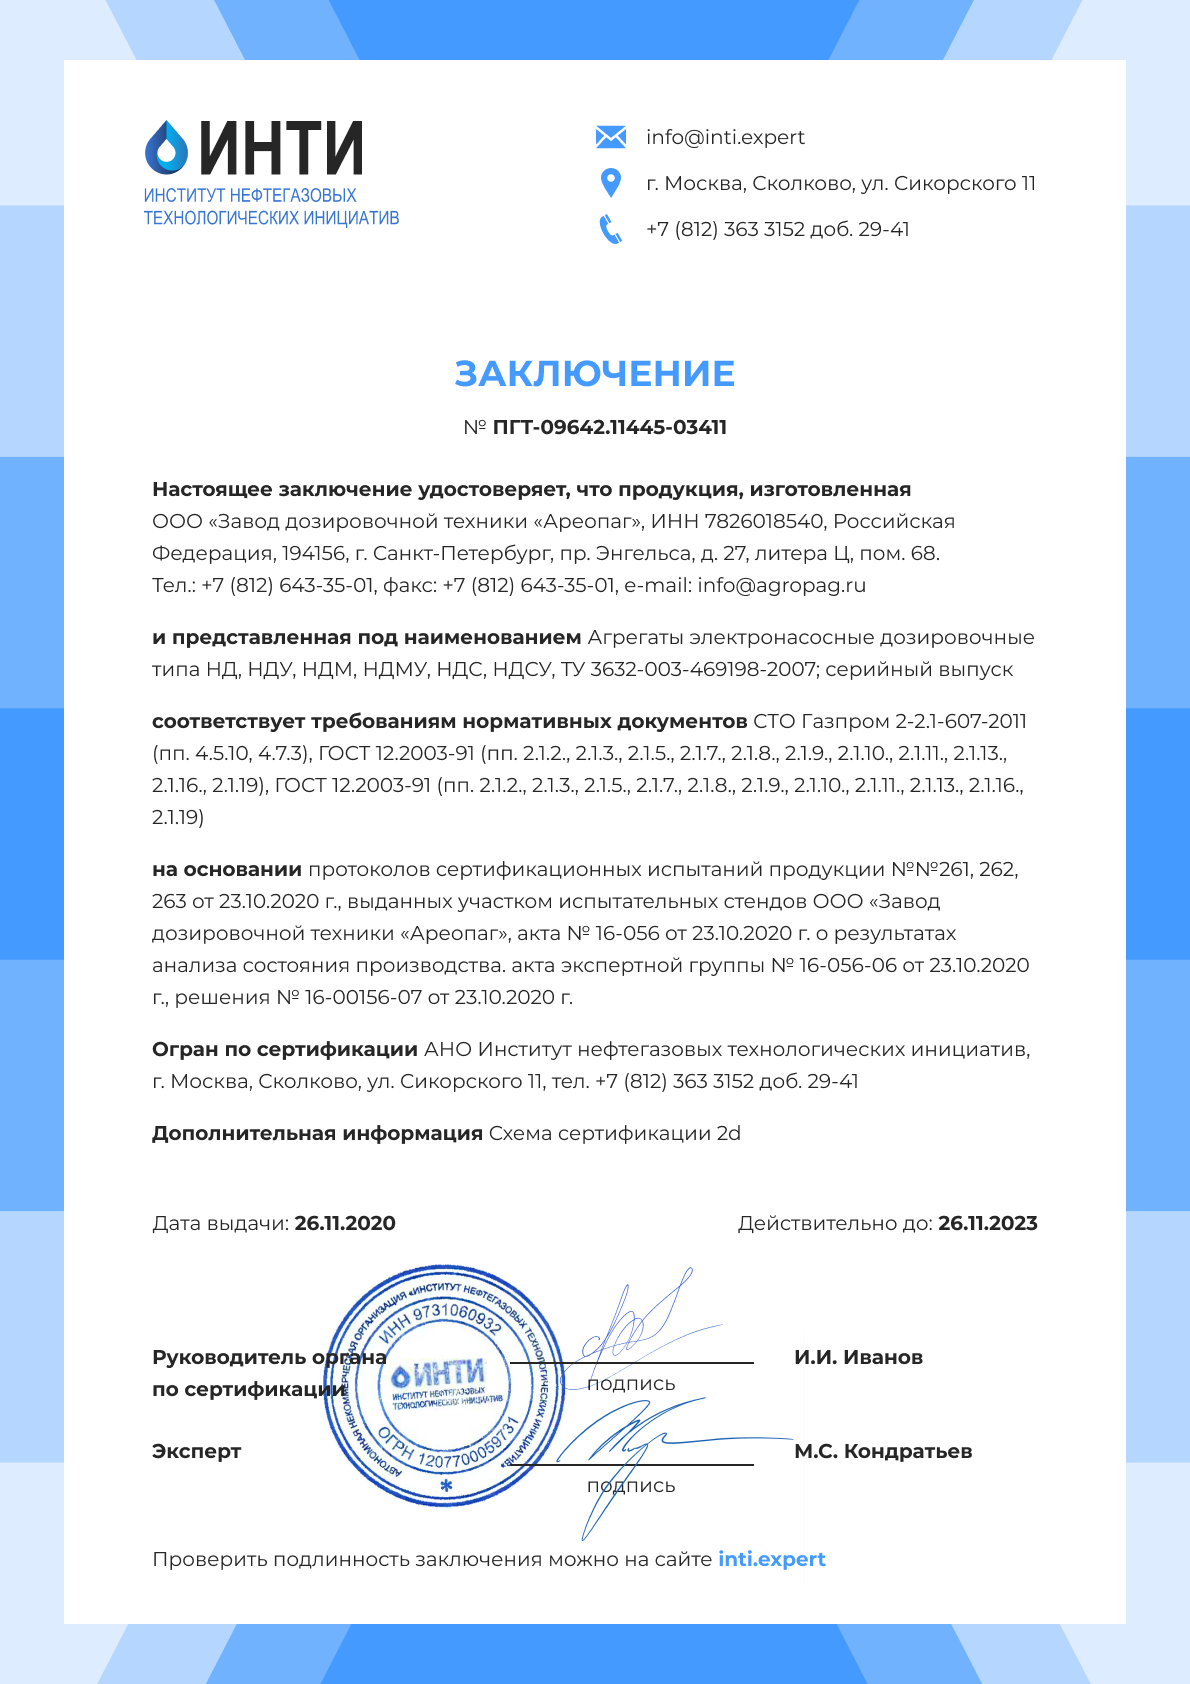 ИНТИ
ИНСТИТУТ НЕФТЕГАЗОВЫХ
ТЕХНОЛОГИЧЕСКИХ ИНИЦИАТИВ
info@inti.expert
г. Москва, Сколково, ул. Сикорского 11
+7 (812) 363 3152 доб. 29-41
ЗАКЛЮЧЕНИЕ
№ ПГТ-09642.11445-03411
Настоящее заключение удостоверяет, что продукция, изготовленная
ООО «Завод дозировочной техники «Ареопаг», ИНН 7826018540, Российская
Федерация, 194156, г. Санкт-Петербург, пр. Энгельса, д. 27, литера Ц, пом. 68.
Тел.: +7 (812) 643-35-01, факс: +7 (812) 643-35-01, e-mail: info@agropag.ru
и представленная под наименованием Агрегаты электронасосные дозировочные
типа НД, НДУ, НДМ, НДМУ, НДС, НДСУ, ТУ 3632-003-469198-2007; серийный выпуск
соответствует требованиям нормативных документов СТО Газпром 2-2.1-607-2011
(пп. 4.5.10, 4.7.3), ГОСТ 12.2003-91 (пп. 2.1.2., 2.1.3., 2.1.5., 2.1.7., 2.1.8., 2.1.9., 2.1.10., 2.1.11., 2.1.13.,
2.1.16., 2.1.19), ГОСТ 12.2003-91 (пп. 2.1.2., 2.1.3., 2.1.5., 2.1.7., 2.1.8., 2.1.9., 2.1.10., 2.1.11., 2.1.13., 2.1.16.,
2.1.19)
на основании протоколов сертификационных испытаний продукции №№261, 262,
263 от 23.10.2020 г., выданных участком испытательных стендов ООО «Завод
дозировочной техники «Ареопаг», акта № 16-056 от 23.10.2020 г. о результатах
анализа состояния производства. акта экспертной группы № 16-056-06 от 23.10.2020
г., решения № 16-00156-07 от 23.10.2020 г.
Огран по сертификации АНО Институт нефтегазовых технологических инициатив,
г. Москва, Сколково, ул. Сикорского 11, тел. +7 (812) 363 3152 доб. 29-41
Дополнительная информация Схема сертификации 2d
Дата выдачи: 26.11.2020
Действительно до: 26.11.2023
АВТОНОМНАЯ НЕКОММЕРЧЕСКАЯ ОРГАНИЗАЦИЯ «ИНСТИТУТ НЕФТЕГАЗОВЫХ ТЕХНОЛОГИЧЕСКИХ ИНИЦИАТИВ»
ИНН 9731060932
ИНТИ
ИНСТИТУТ НЕФТЕГАЗОВЫХ
ТЕХНОЛОГИЧЕСКИХ ИНИЦИАТИВ
ОГРН 1207700059731
Руководитель органа
по сертификации
подпись
И.И. Иванов
Эксперт
подпись
М.С. Кондратьев
Проверить подлинность заключения можно на сайте inti.expert